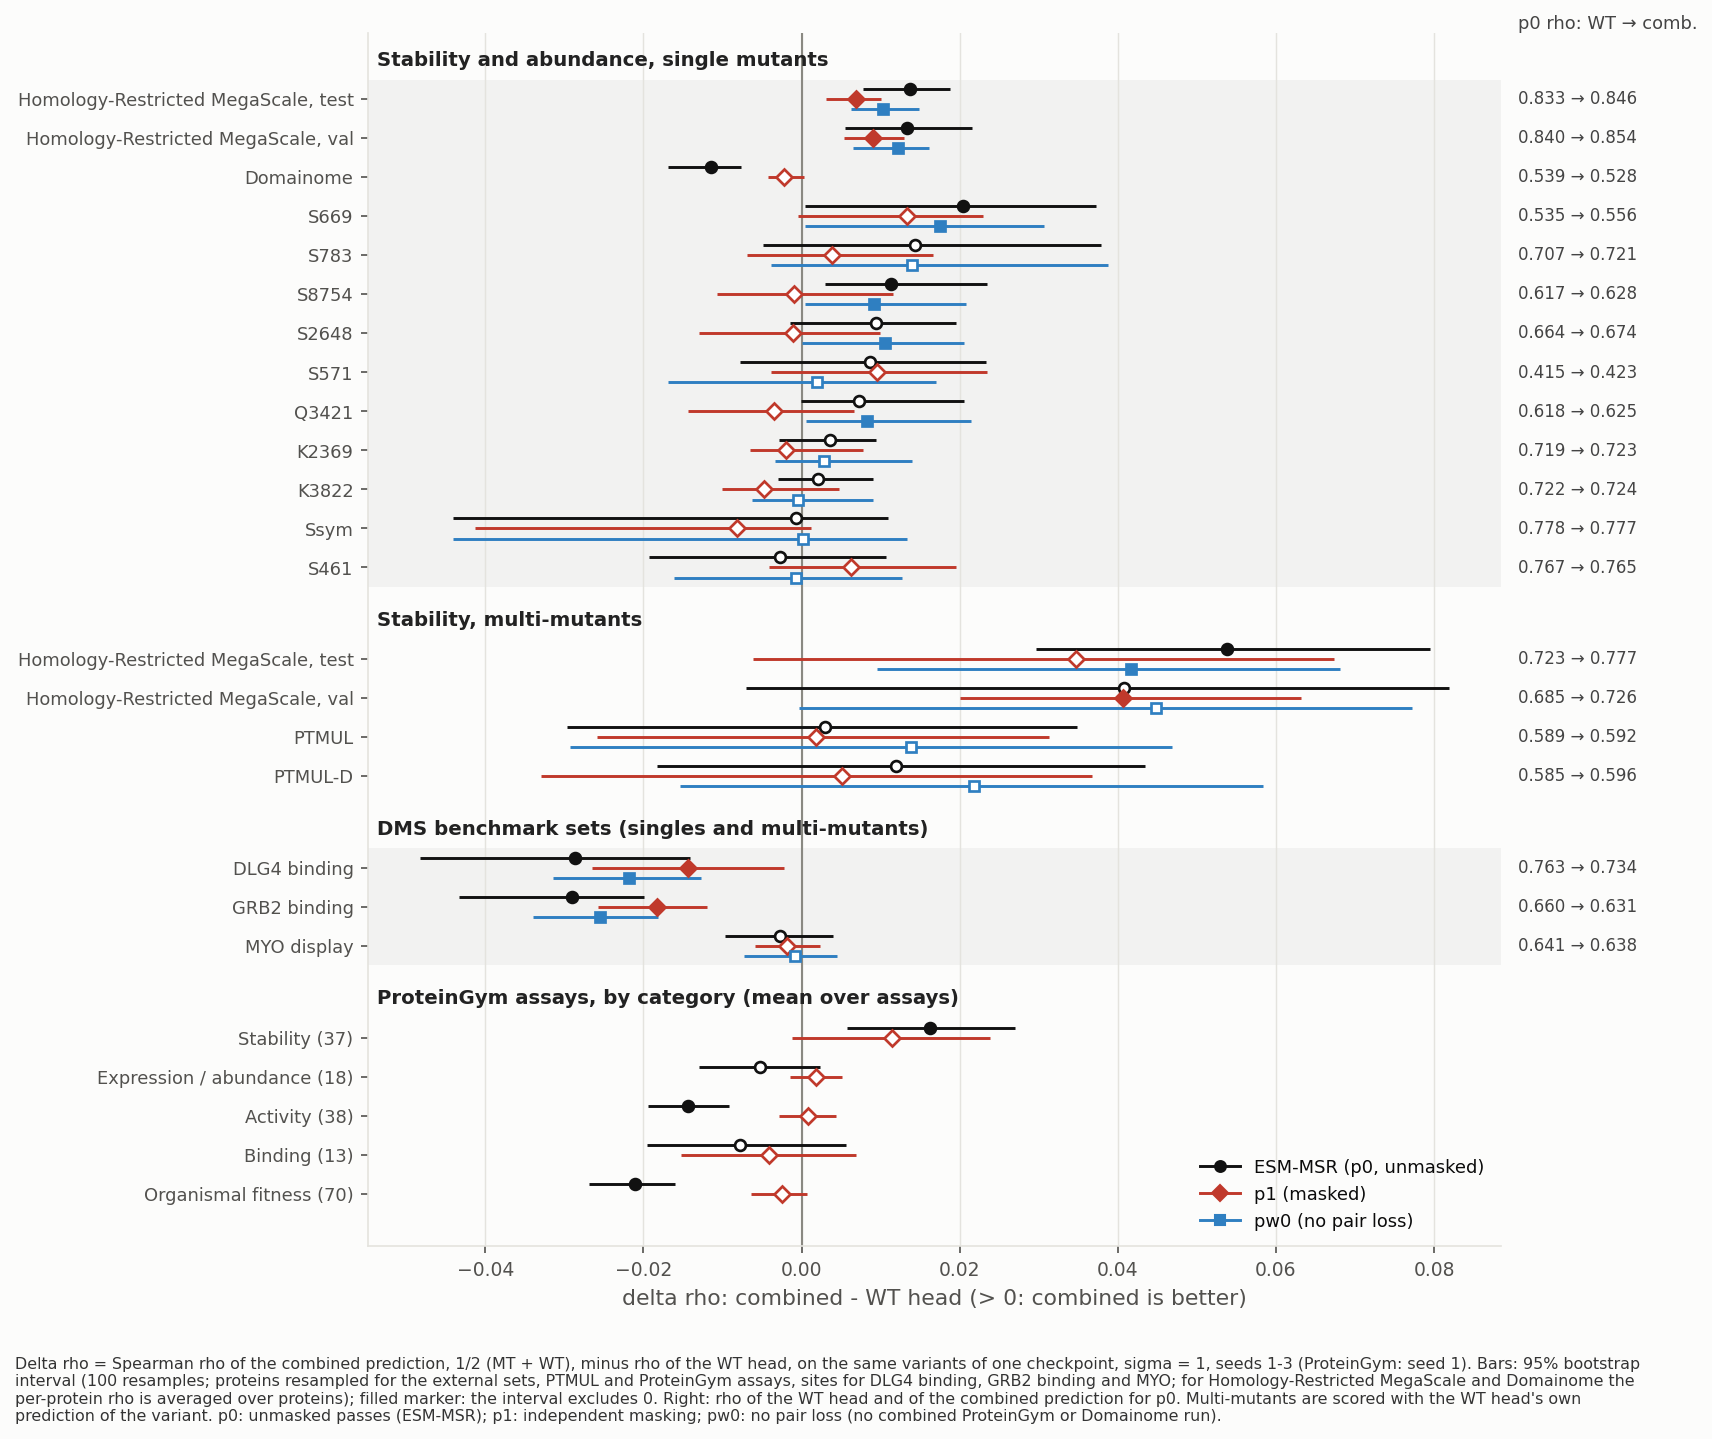 p0 rho: WT → comb.
Stability and abundance, single mutants
Homology-Restricted MegaScale, test 0.833 → 0.846
Homology-Restricted MegaScale, val 0.840 → 0.854
Domainome 0.539 → 0.528
S669 0.535 → 0.556
S783 0.707 → 0.721
S8754 0.617 → 0.628
S2648 0.664 → 0.674
S571 0.415 → 0.423
Q3421 0.618 → 0.625
K2369 0.719 → 0.723
K3822 0.722 → 0.724
Ssym 0.778 → 0.777
S461 0.767 → 0.765
Stability, multi-mutants
Homology-Restricted MegaScale, test 0.723 → 0.777
Homology-Restricted MegaScale, val 0.685 → 0.726
PTMUL 0.589 → 0.592
PTMUL-D 0.585 → 0.596
DMS benchmark sets (singles and multi-mutants)
DLG4 binding 0.763 → 0.734
GRB2 binding 0.660 → 0.631
MYO display 0.641 → 0.638
ProteinGym assays, by category (mean over assays)
Stability (37)
Expression / abundance (18)
Activity (38)
Binding (13)
Organismal fitness (70)
ESM-MSR (p0, unmasked)
p1 (masked)
pw0 (no pair loss)
−0.04 −0.02 0.00 0.02 0.04 0.06 0.08
delta rho: combined - WT head (> 0: combined is better)
Delta rho = Spearman rho of the combined prediction, 1/2 (MT + WT), minus rho of the WT head, on the same variants of one checkpoint, sigma = 1, seeds 1-3 (ProteinGym: seed 1). Bars: 95% bootstrap
interval (100 resamples; proteins resampled for the external sets, PTMUL and ProteinGym assays, sites for DLG4 binding, GRB2 binding and MYO; for Homology-Restricted MegaScale and Domainome the
per-protein rho is averaged over proteins); filled marker: the interval excludes 0. Right: rho of the WT head and of the combined prediction for p0. Multi-mutants are scored with the WT head's own
prediction of the variant. p0: unmasked passes (ESM-MSR); p1: independent masking; pw0: no pair loss (no combined ProteinGym or Domainome run).